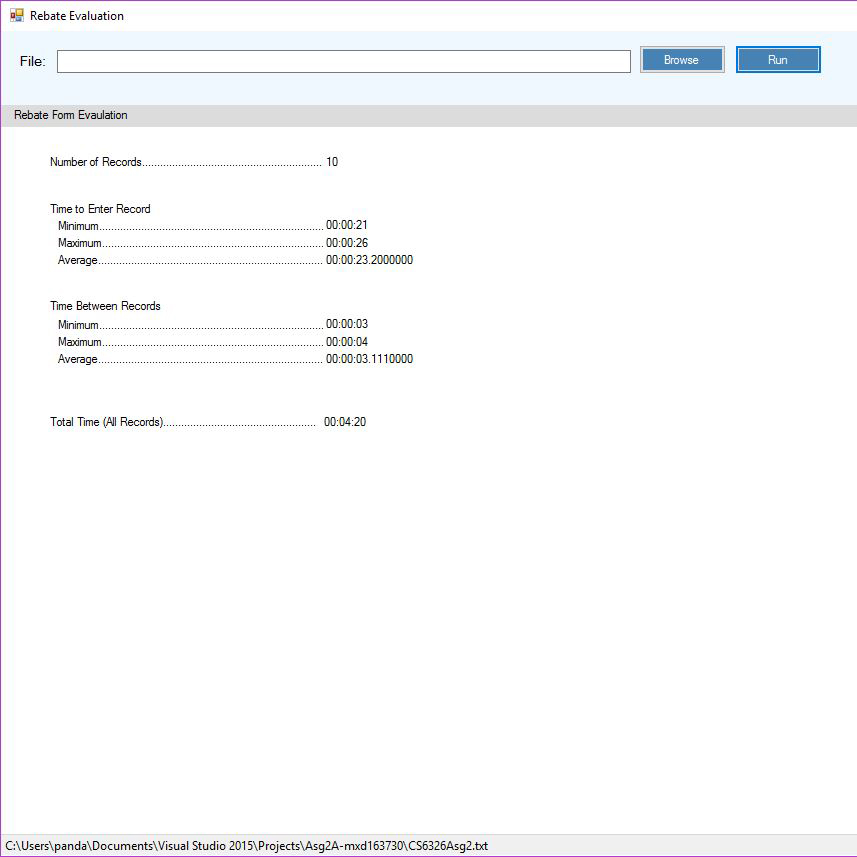 Rebate Evaluation
File:
Browse
Run
Rebate Form Evaulation
Number of Records............................................................ 10
Time to Enter Record
Minimum........................................................................... 00:00:21
Maximum.......................................................................... 00:00:26
Average........................................................................... 00:00:23.2000000
Time Between Records
Minimum........................................................................... 00:00:03
Maximum.......................................................................... 00:00:04
Average........................................................................... 00:00:03.1110000
Total Time (All Records)................................................... 00:04:20
C:\Users\panda\Documents\Visual Studio 2015\Projects\Asg2A-mxd163730\CS6326Asg2.txt